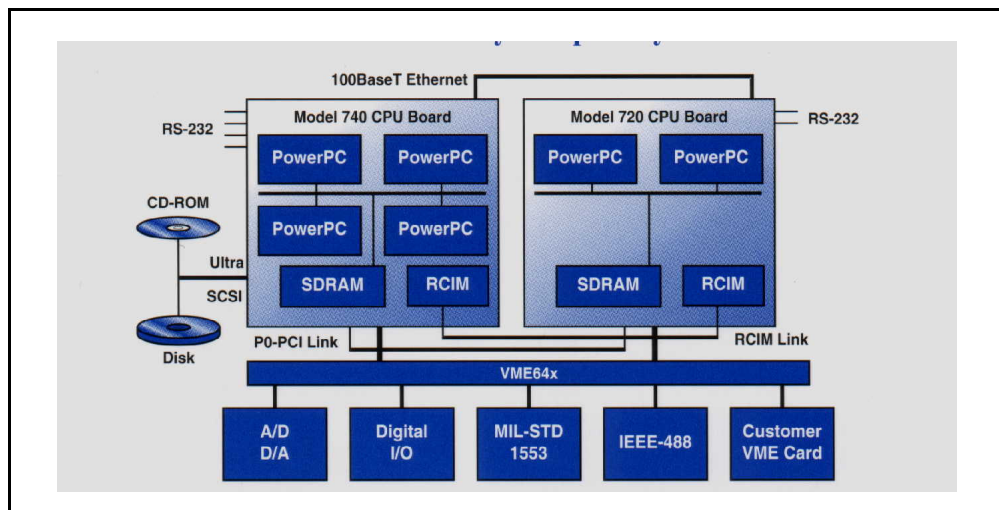 100BaseT Ethernet
Model 740 CPU Board
Model 720 CPU Board
RS-232
RS-232
PowerPC
PowerPC
PowerPC
PowerPC
CD-ROM
PowerPC
PowerPC
Ultra
SCSI
SDRAM
RCIM
SDRAM
RCIM
Disk
P0-PCI Link
RCIM Link
VME64x
A/D
D/A
Digital
I/O
MIL-STD
1553
IEEE-488
Customer
VME Card